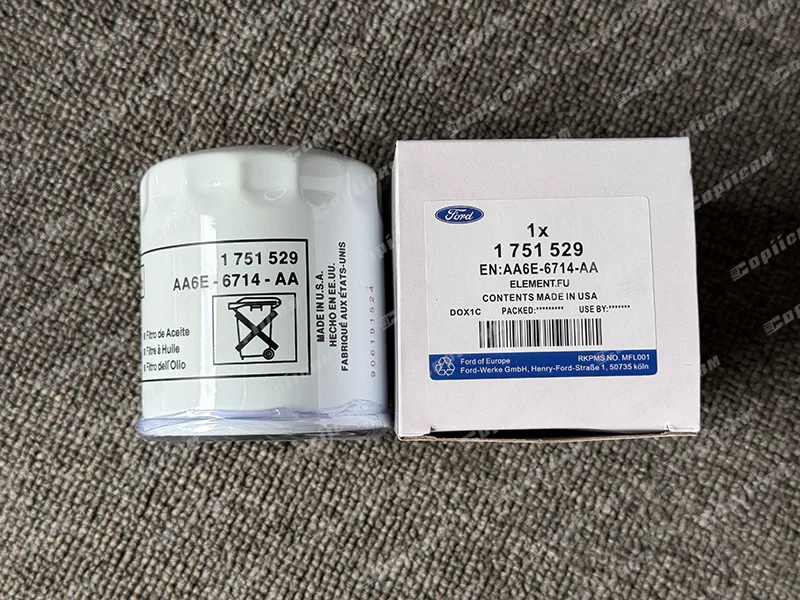 1 751 529
AA6E - 6714 - AA
Filtro de Aceite
Filtre à Huile
Filtro dell'Olio
MADE IN U.S.A.
HECHO EN EE.UU.
FABRIQUÉ AUX ÉTATS-UNIS
906191524
Ford
1x
1 751 529
EN:AA6E-6714-AA
ELEMENT.FU
CONTENTS MADE IN USA
DOX1C PACKED:********* USE BY:*******
Ford of Europe RKPMS NO. MFL001
Ford-Werke GmbH, Henry-Ford-Straße 1, 50735 köln
Copiicam